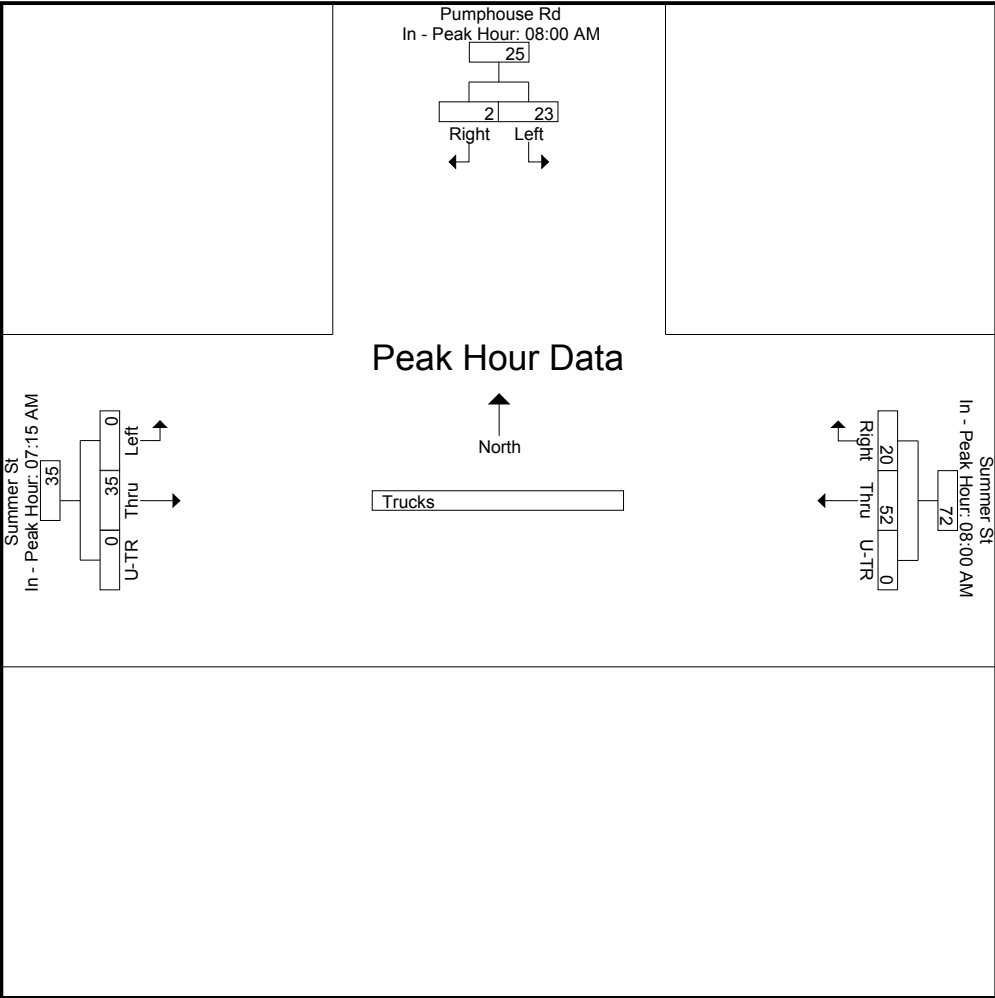 Pumphouse Rd
In - Peak Hour: 08:00 AM
25
2 23
Right Left
Peak Hour Data
North
Trucks
Summer St
In - Peak Hour: 07:15 AM
35
0 35 0
Left Thru U-TR
Summer St
In - Peak Hour: 08:00 AM
72
20 52 0
Right Thru U-TR